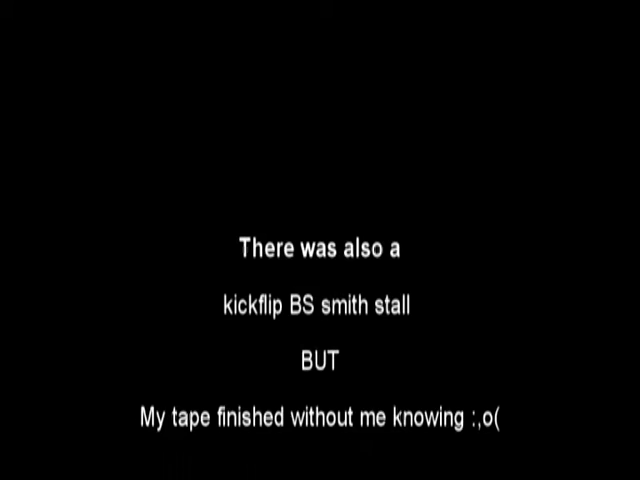 There was also a
kickflip BS smith stall
BUT
My tape finished without me knowing :,o(